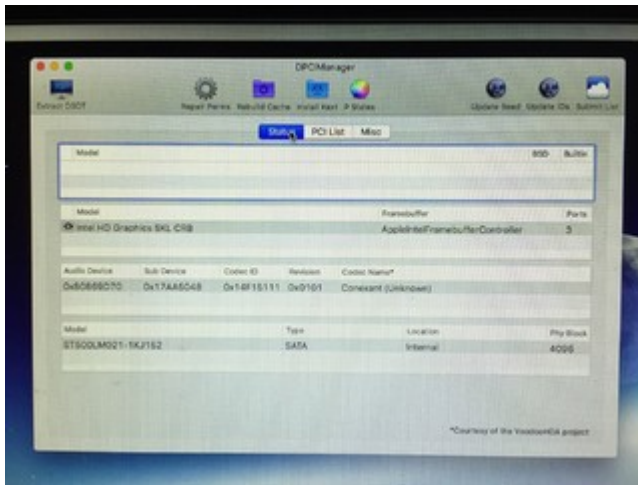 DPCIManager
Extract DSDT Repair Perms Rebuild Cache Install Kext P States Update Seed Update IDs Submit List
Status PCI List Misc
Model BSD Builtin
Model Framebuffer Ports
Intel HD Graphics SKL CRB AppleIntelFramebufferController 3
Audio Device Sub Device Codec ID Revision Codec Name*
0x80869D70 0x17AA5048 0x14F15111 0x0101 Conexant (Unknown)
Model Type Location Phy Block
ST500LM021-1KJ152 SATA Internal 4096
*Courtesy of the VoodooHDA project